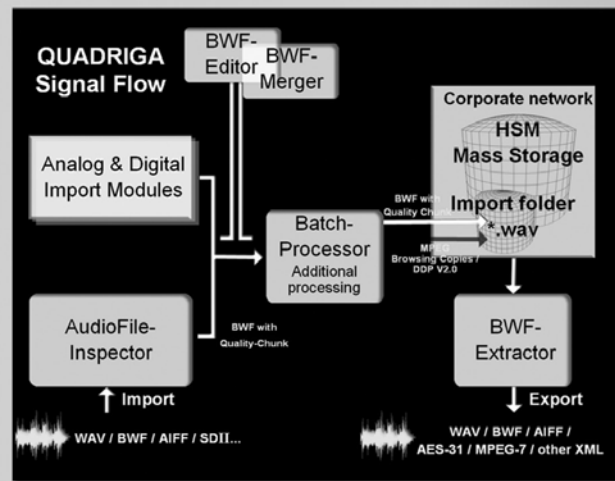 QUADRIGA
Signal Flow
BWF-
Editor
BWF-
Merger
Corporate network
HSM
Mass Storage
Import folder
*.wav
Analog & Digital
Import Modules
BWF with
Quality Chunk
Batch-
Processor
Additional
processing
MPEG
Browsing Copies /
DDP V2.0
AudioFile-
Inspector
BWF with
Quality-Chunk
BWF-
Extractor
Import
Export
WAV / BWF / AIFF / SDII...
WAV / BWF / AIFF /
AES-31 / MPEG-7 / other XML